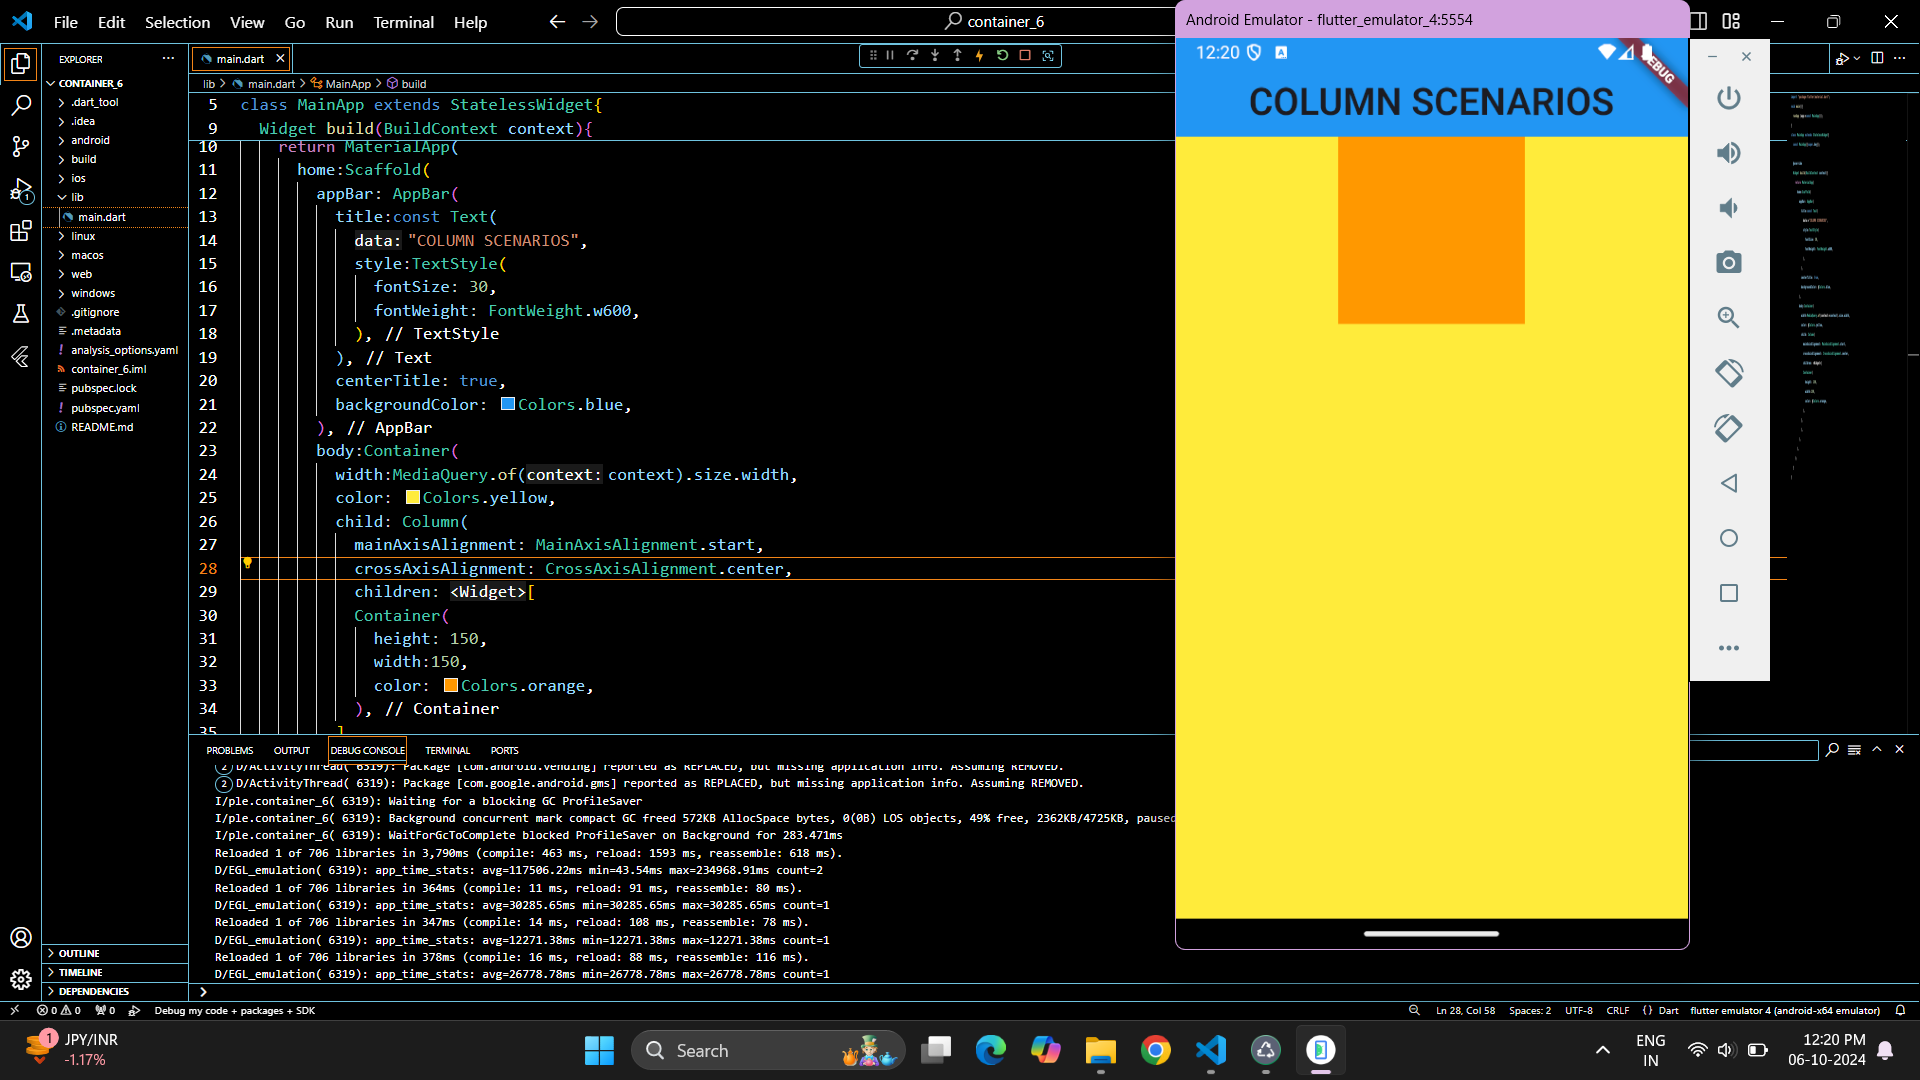 File Edit Selection View Go Run Terminal Help
container_6
EXPLORER
CONTAINER_6
.dart_tool
.idea
android
build
ios
lib
main.dart
linux
macos
web
windows
.gitignore
.metadata
analysis_options.yaml
container_6.iml
pubspec.lock
pubspec.yaml
README.md
OUTLINE
TIMELINE
DEPENDENCIES
main.dart
lib > main.dart > MainApp > build
5 class MainApp extends StatelessWidget{
9 Widget build(BuildContext context){
10 return MaterialApp(
11 home:Scaffold(
12 appBar: AppBar(
13 title:const Text(
14 data: "COLUMN SCENARIOS",
15 style:TextStyle(
16 fontSize: 30,
17 fontWeight: FontWeight.w600,
18 ), // TextStyle
19 ), // Text
20 centerTitle: true,
21 backgroundColor: Colors.blue,
22 ), // AppBar
23 body:Container(
24 width:MediaQuery.of(context: context).size.width,
25 color: Colors.yellow,
26 child: Column(
27 mainAxisAlignment: MainAxisAlignment.start,
28 crossAxisAlignment: CrossAxisAlignment.center,
29 children: <Widget>[
30 Container(
31 height: 150,
32 width:150,
33 color: Colors.orange,
34 ), // Container
35 ]
PROBLEMS OUTPUT DEBUG CONSOLE TERMINAL PORTS
2 D/ActivityThread( 6319): Package [com.android.vending] reported as REPLACED, but missing application info. Assuming REMOVED.
2 D/ActivityThread( 6319): Package [com.google.android.gms] reported as REPLACED, but missing application info. Assuming REMOVED.
I/ple.container_6( 6319): Waiting for a blocking GC ProfileSaver
I/ple.container_6( 6319): Background concurrent mark compact GC freed 572KB AllocSpace bytes, 0(0B) LOS objects, 49% free, 2362KB/4725KB, paused
I/ple.container_6( 6319): WaitForGcToComplete blocked ProfileSaver on Background for 283.471ms
Reloaded 1 of 706 libraries in 3,790ms (compile: 463 ms, reload: 1593 ms, reassemble: 618 ms).
D/EGL_emulation( 6319): app_time_stats: avg=117506.22ms min=43.54ms max=234968.91ms count=2
Reloaded 1 of 706 libraries in 364ms (compile: 11 ms, reload: 91 ms, reassemble: 80 ms).
D/EGL_emulation( 6319): app_time_stats: avg=30285.65ms min=30285.65ms max=30285.65ms count=1
Reloaded 1 of 706 libraries in 347ms (compile: 14 ms, reload: 108 ms, reassemble: 78 ms).
D/EGL_emulation( 6319): app_time_stats: avg=12271.38ms min=12271.38ms max=12271.38ms count=1
Reloaded 1 of 706 libraries in 378ms (compile: 16 ms, reload: 88 ms, reassemble: 116 ms).
D/EGL_emulation( 6319): app_time_stats: avg=26778.78ms min=26778.78ms max=26778.78ms count=1
Android Emulator - flutter_emulator_4:5554
12:20
DEBUG
COLUMN SCENARIOS
0 0 0 Debug my code + packages + SDK
Ln 28, Col 58 Spaces: 2 UTF-8 CRLF {} Dart flutter emulator 4 (android-x64 emulator)
1
JPY/INR
-1.17%
Search
ENG
IN
12:20 PM
06-10-2024